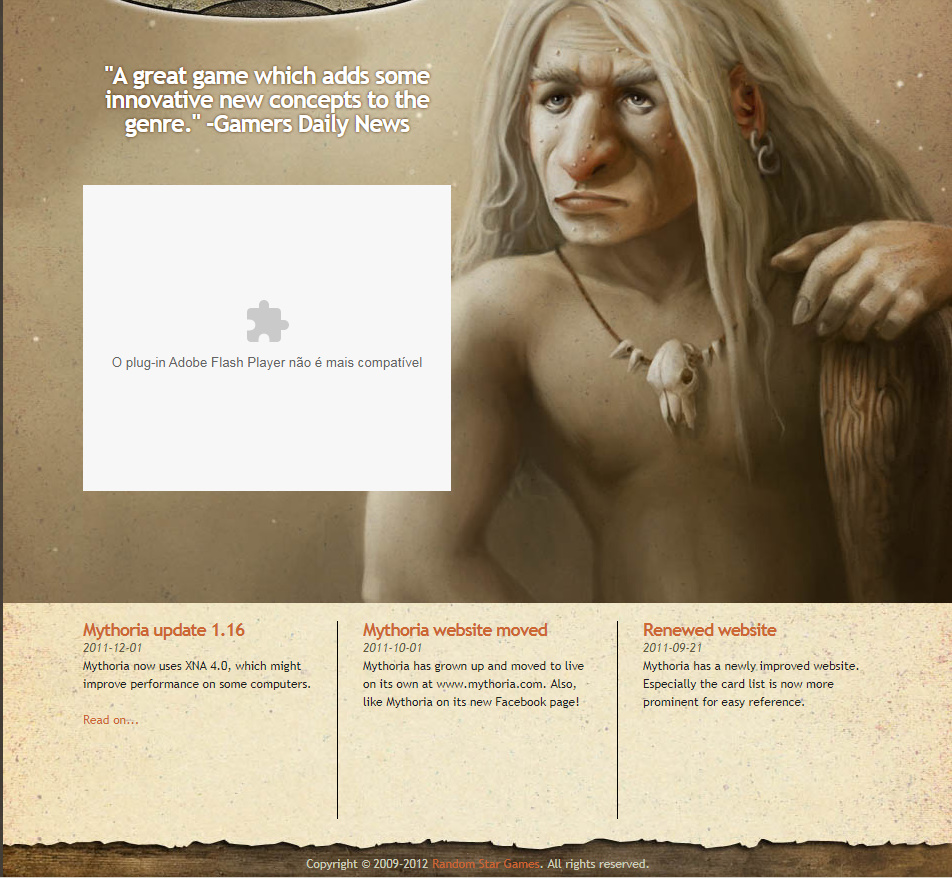 "A great game which adds some
innovative new concepts to the
genre." -Gamers Daily News
O plug-in Adobe Flash Player não é mais compatível
Mythoria update 1.16
2011-12-01
Mythoria now uses XNA 4.0, which might
improve performance on some computers.
Read on...
Mythoria website moved
2011-10-01
Mythoria has grown up and moved to live
on its own at www.mythoria.com. Also,
like Mythoria on its new Facebook page!
Renewed website
2011-09-21
Mythoria has a newly improved website.
Especially the card list is now more
prominent for easy reference.
Copyright © 2009-2012 Random Star Games. All rights reserved.